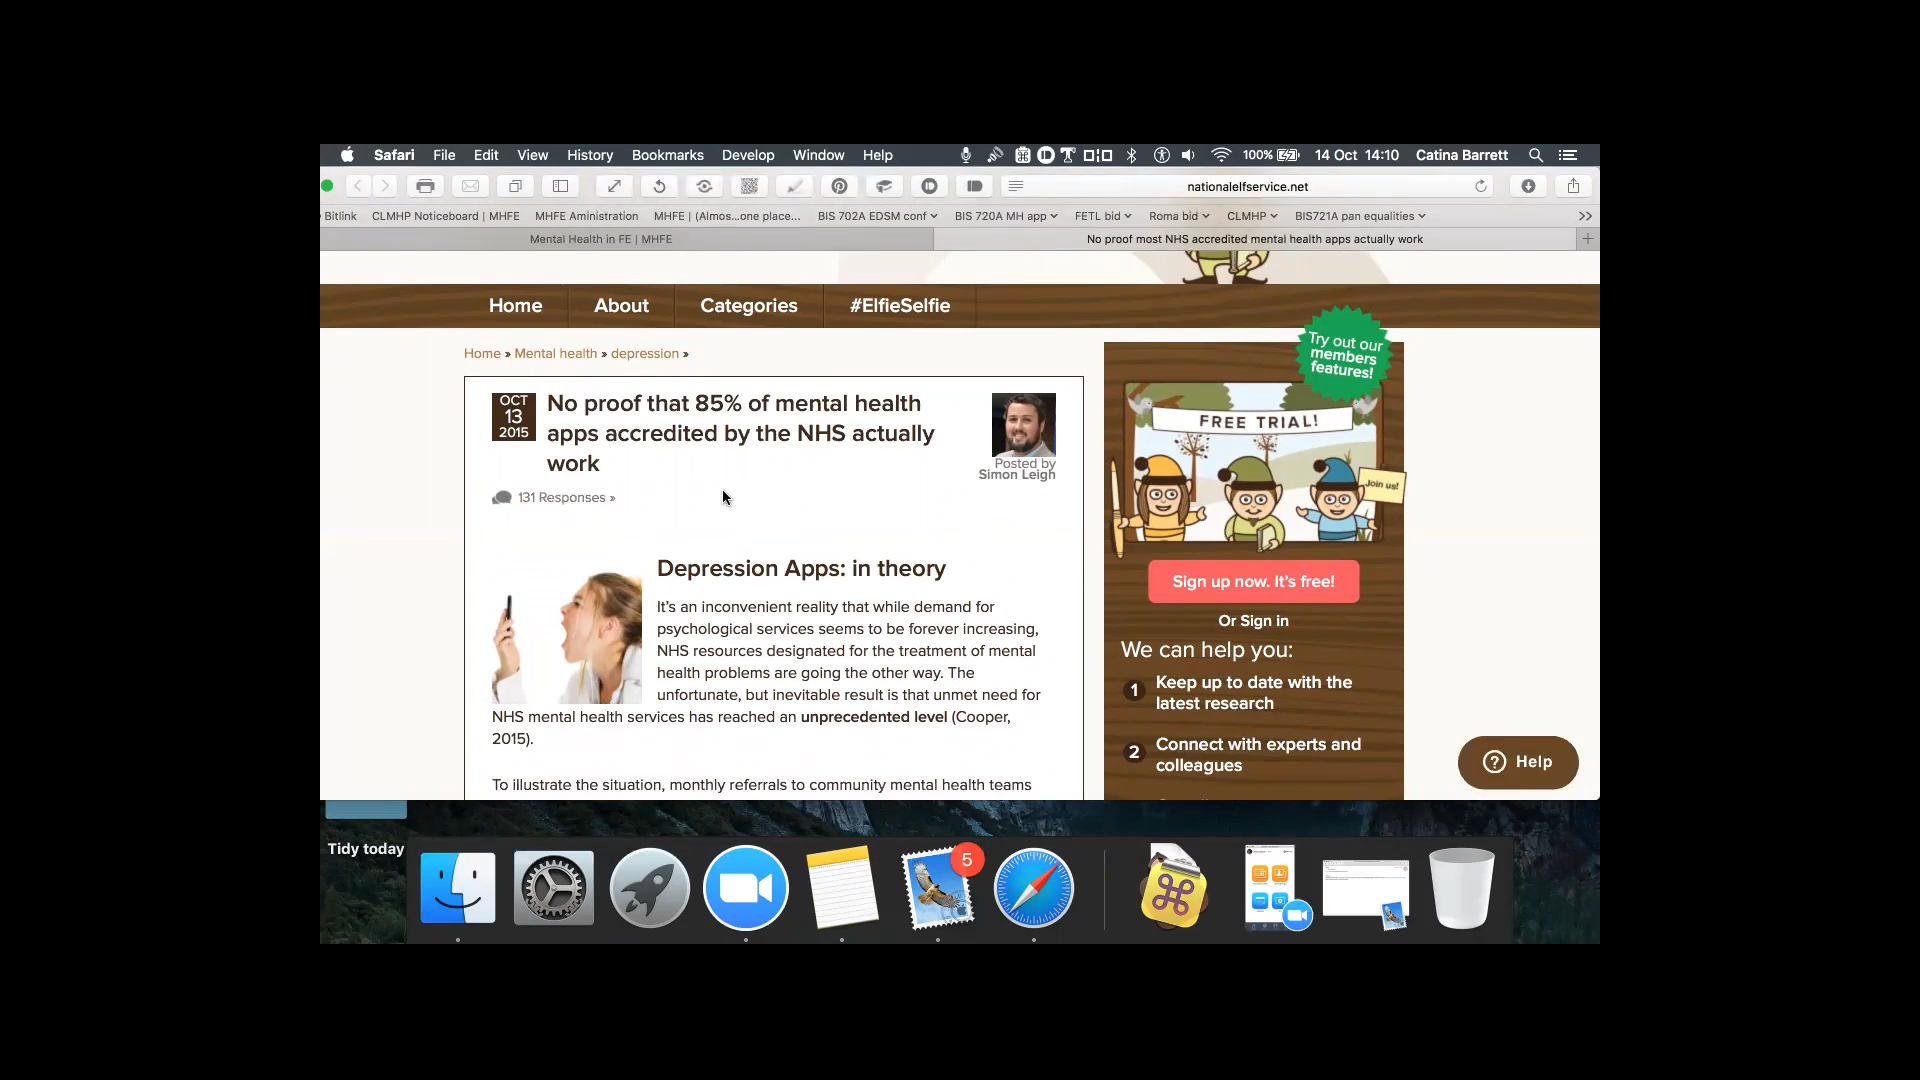 Safari File Edit View History Bookmarks Develop Window Help 100% 14 Oct 14:10 Catina Barrett
nationalelfservice.net
Bitlink CLMHP Noticeboard | MHFE MHFE Aministration MHFE | (Almos...one place... BIS 702A EDSM conf BIS 720A MH app FETL bid Roma bid CLMHP BIS721A pan equalities
Mental Health in FE | MHFE No proof most NHS accredited mental health apps actually work
Home About Categories #ElfieSelfie
Home » Mental health » depression »
OCT
13
2015
No proof that 85% of mental health
apps accredited by the NHS actually
work
Posted by
Simon Leigh
131 Responses »
Depression Apps: in theory
It's an inconvenient reality that while demand for
psychological services seems to be forever increasing,
NHS resources designated for the treatment of mental
health problems are going the other way. The
unfortunate, but inevitable result is that unmet need for
NHS mental health services has reached an unprecedented level (Cooper,
2015).
To illustrate the situation, monthly referrals to community mental health teams
Try out our
members
features!
FREE TRIAL!
Join us!
Sign up now. It's free!
Or Sign in
We can help you:
1 Keep up to date with the
latest research
2 Connect with experts and
colleagues
Help
Tidy today
5